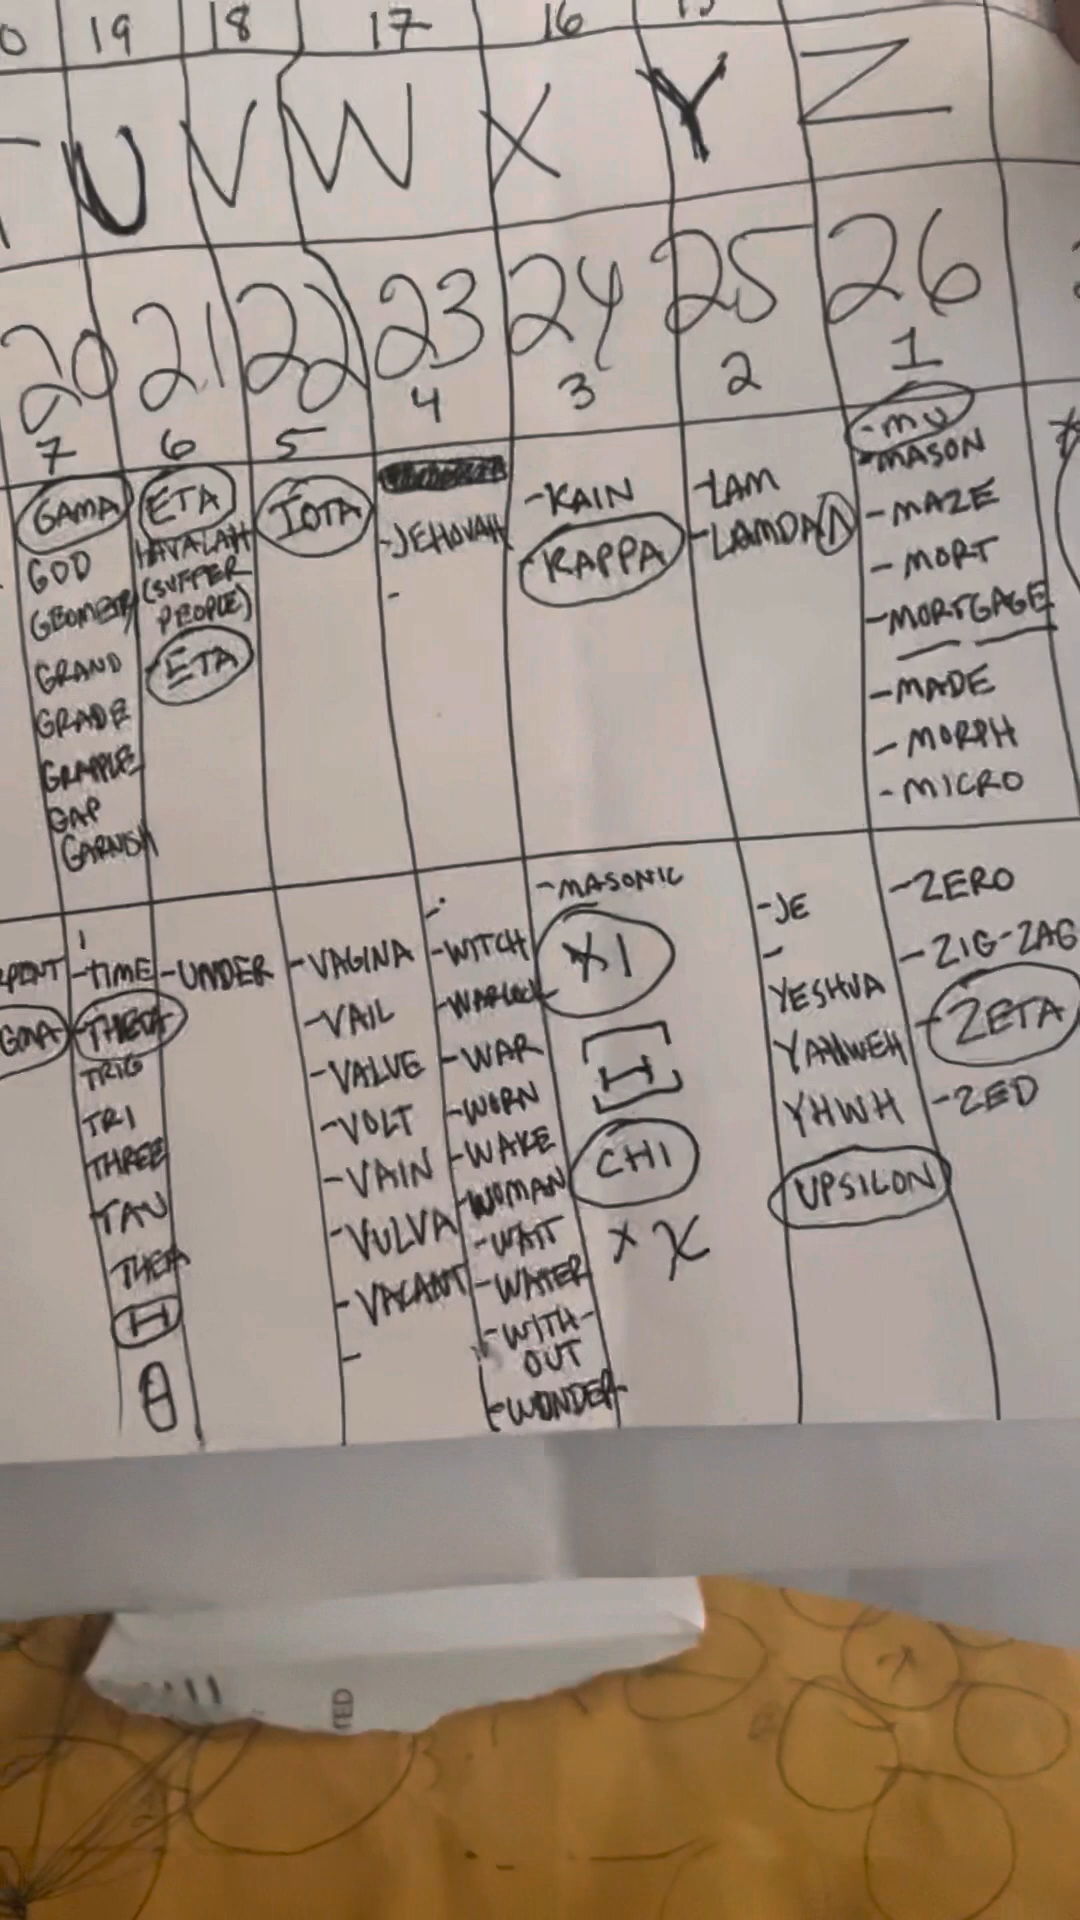 19 18 17 16
U V W X Y Z
20 21 22 23 24 25 26
7 6 5 4 3 2 1
GAMA
GOD
GEOMETRY
GRAND
GRADE
GRAPPLE
GAP
GARNISH
ETA
HAVALAH
(SUFFER
PEOPLE)
ETA
IOTA
-JEHOVAH
-
-KAIN
KAPPA
-LAM
-LAMDA Λ
-MU
-MASON
-MAZE
- MORT
-MORTGAGE
-MADE
- MORPH
- MICRO
-TIME
-THETA
TRIG
TRI
THREE
TAU
THETA
H
θ
-UNDER
-VAGINA
-VAIL
-VALVE
-VOLT
-VAIN
-VULVA
-VACANT
-
-WITCH
-WARLOCK
-WAR
-WORN
-WAKE
-WOMAN
-WATT
-WATER
-WITH-
OUT
-WONDER
-MASONIC
XI
[I]
CHI
x X
-JE
-
YESHUA
YAHWEH
YHWH
UPSILON
-ZERO
-ZIG-ZAG
-ZETA
-ZED
TED